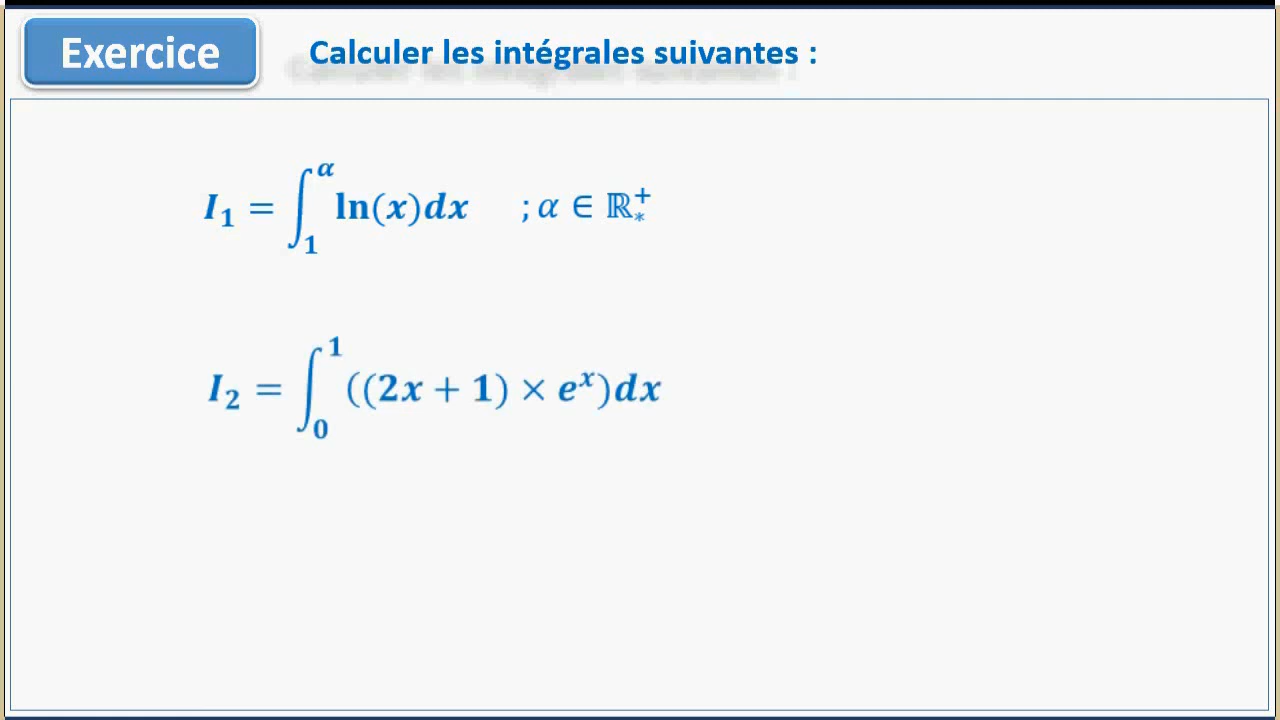 Exercice
Calculer les intégrales suivantes :
I₁ = ∫₁^α ln(x)dx ; α ∈ ℝ₊*
I₂ = ∫₀¹ ((2x + 1) × eˣ)dx